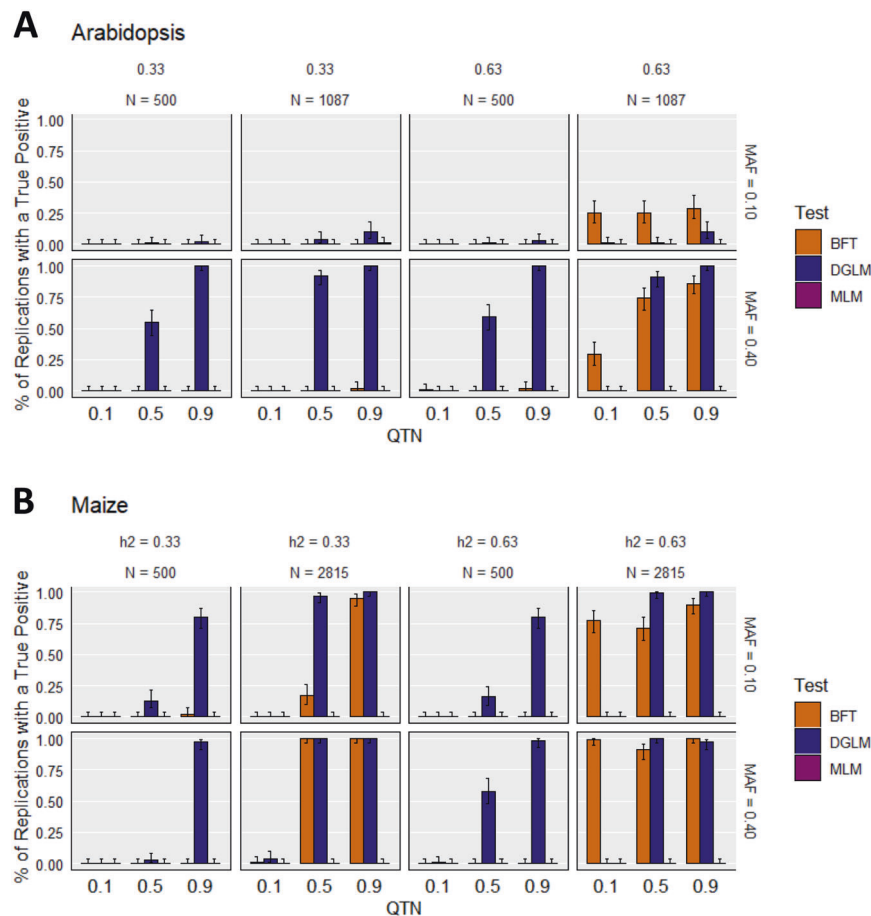 A
Arabidopsis
0.33 0.33 0.63 0.63
N = 500 N = 1087 N = 500 N = 1087
% of Replications with a True Positive
1.00
0.75
0.50
0.25
0.00
MAF = 0.10
1.00
0.75
0.50
0.25
0.00
MAF = 0.40
0.1 0.5 0.9 0.1 0.5 0.9 0.1 0.5 0.9 0.1 0.5 0.9
QTN
Test
BFT
DGLM
MLM
B
Maize
h2 = 0.33 h2 = 0.33 h2 = 0.63 h2 = 0.63
N = 500 N = 2815 N = 500 N = 2815
% of Replications with a True Positive
1.00
0.75
0.50
0.25
0.00
MAF = 0.10
1.00
0.75
0.50
0.25
0.00
MAF = 0.40
0.1 0.5 0.9 0.1 0.5 0.9 0.1 0.5 0.9 0.1 0.5 0.9
QTN
Test
BFT
DGLM
MLM